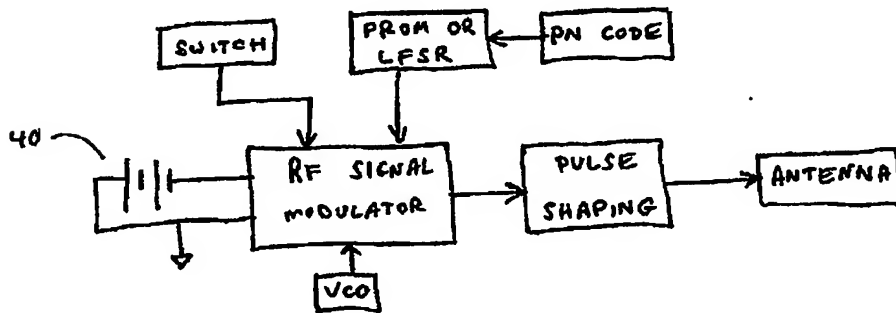 SWITCH
PROM OR
LFSR
PN CODE
40
RF SIGNAL
MODULATOR
PULSE
SHAPING
ANTENNA
VCO